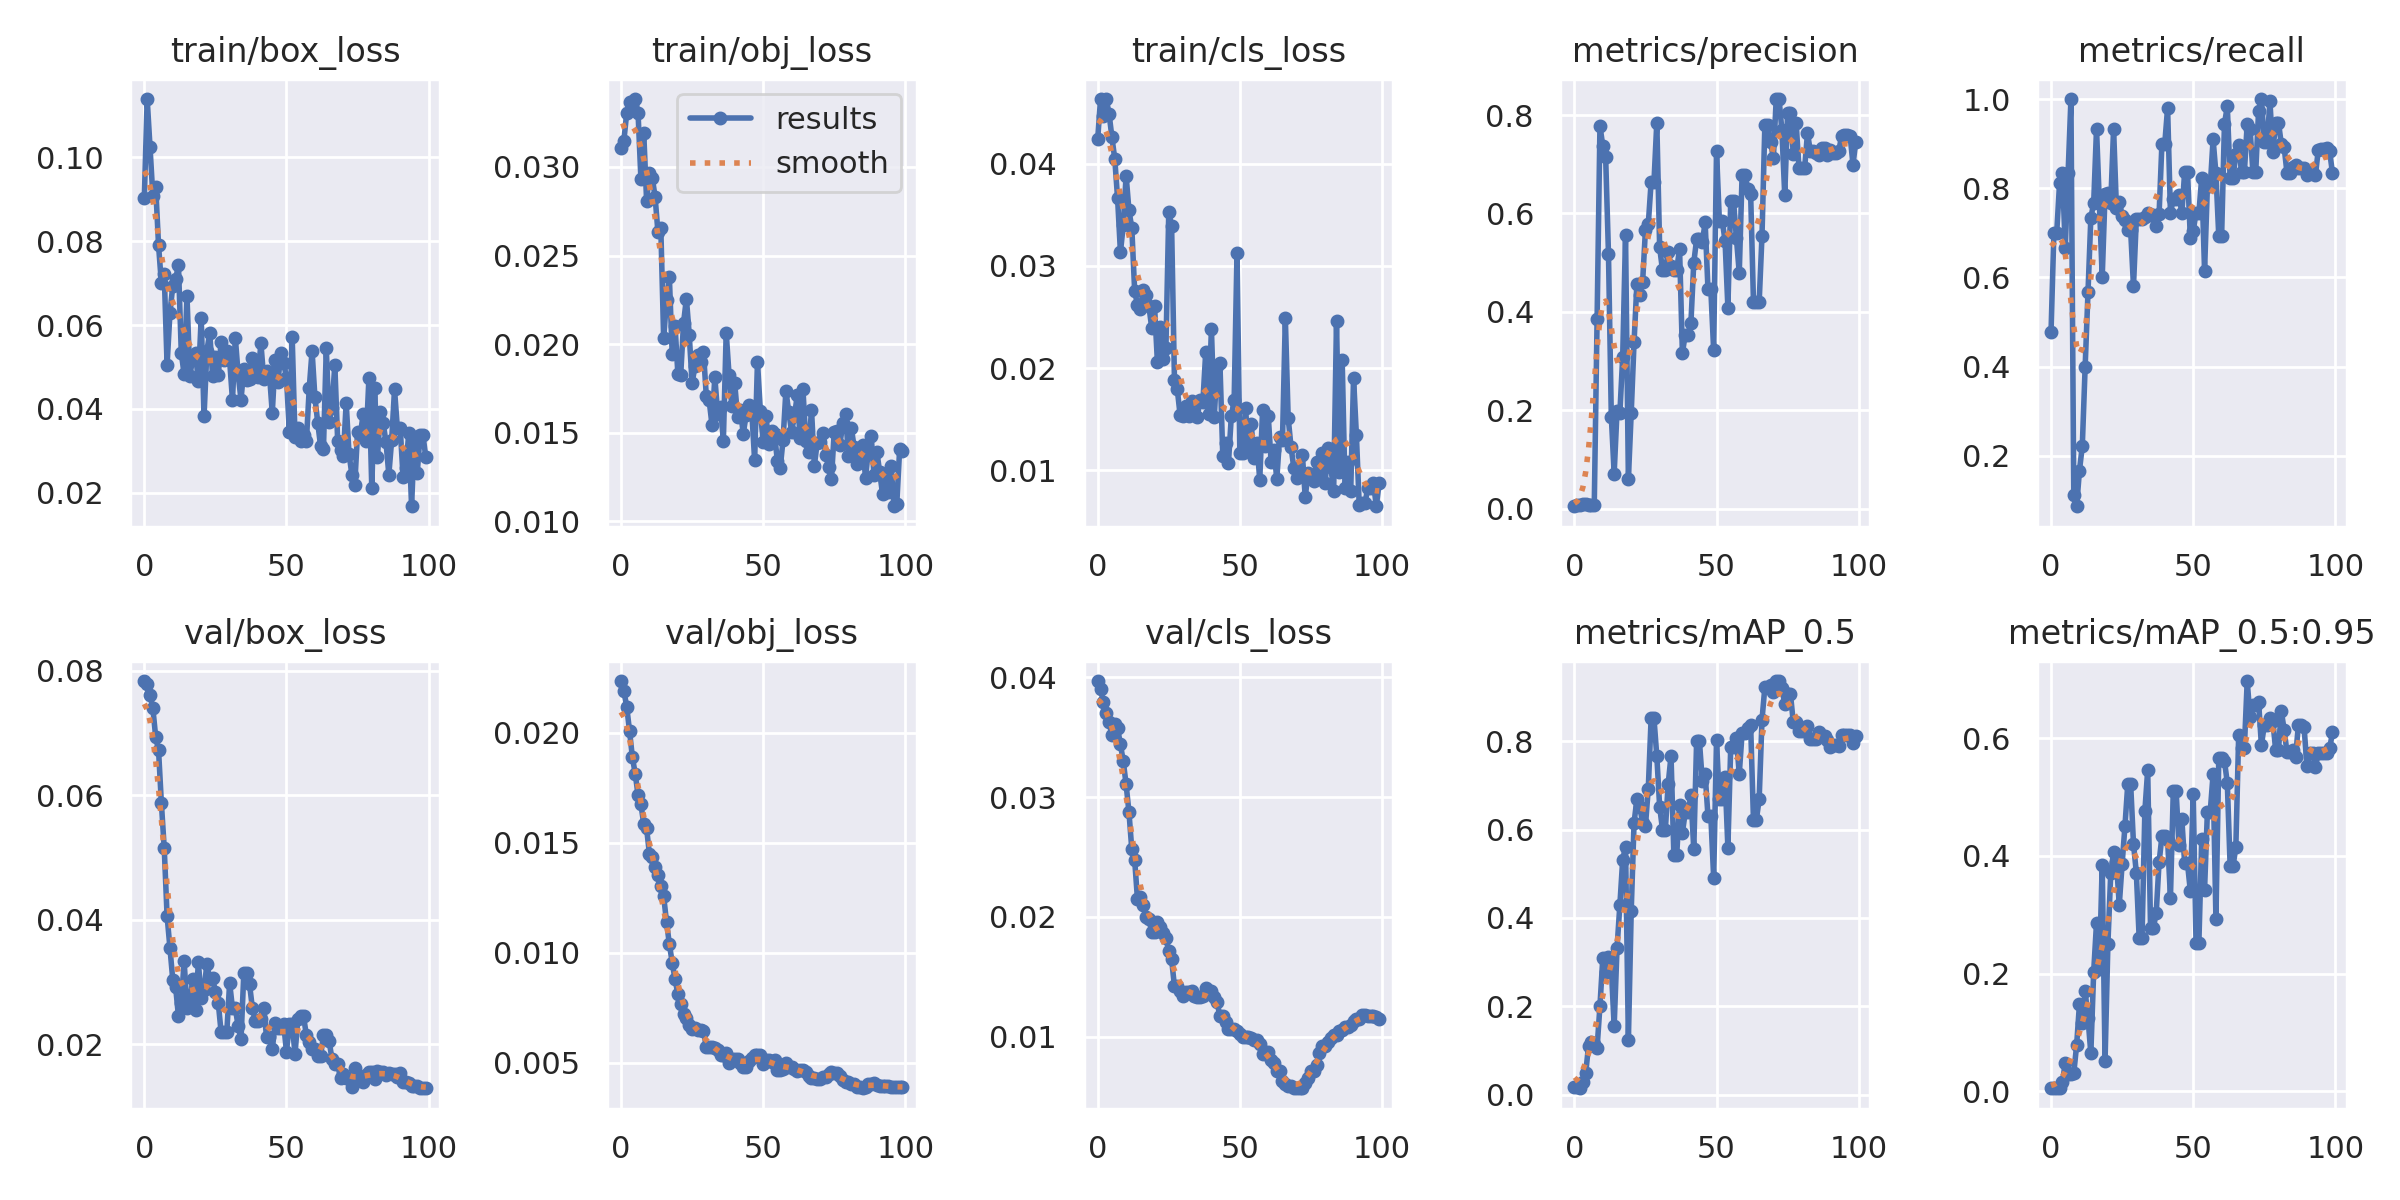 train/box_loss
0.10
0.08
0.06
0.04
0.02
0 50 100
train/obj_loss
results
smooth
0.030
0.025
0.020
0.015
0.010
0 50 100
train/cls_loss
0.04
0.03
0.02
0.01
0 50 100
metrics/precision
0.8
0.6
0.4
0.2
0.0
0 50 100
metrics/recall
1.0
0.8
0.6
0.4
0.2
0 50 100
val/box_loss
0.08
0.06
0.04
0.02
0 50 100
val/obj_loss
0.020
0.015
0.010
0.005
0 50 100
val/cls_loss
0.04
0.03
0.02
0.01
0 50 100
metrics/mAP_0.5
0.8
0.6
0.4
0.2
0.0
0 50 100
metrics/mAP_0.5:0.95
0.6
0.4
0.2
0.0
0 50 100